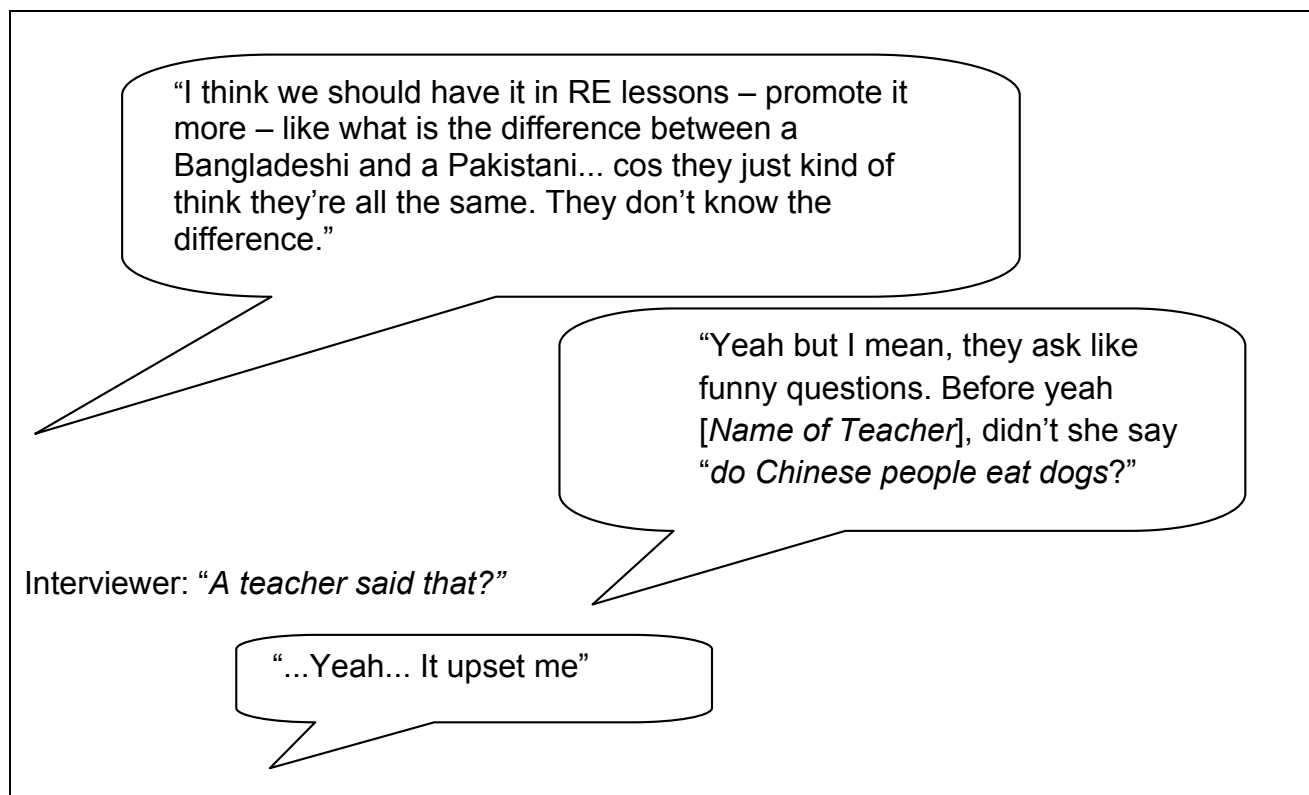 “I think we should have it in RE lessons – promote it
more – like what is the difference between a
Bangladeshi and a Pakistani... cos they just kind of
think they’re all the same. They don’t know the
difference.”
“Yeah but I mean, they ask like
funny questions. Before yeah
[Name of Teacher], didn’t she say
“do Chinese people eat dogs?”
Interviewer: “A teacher said that?”
“...Yeah... It upset me”